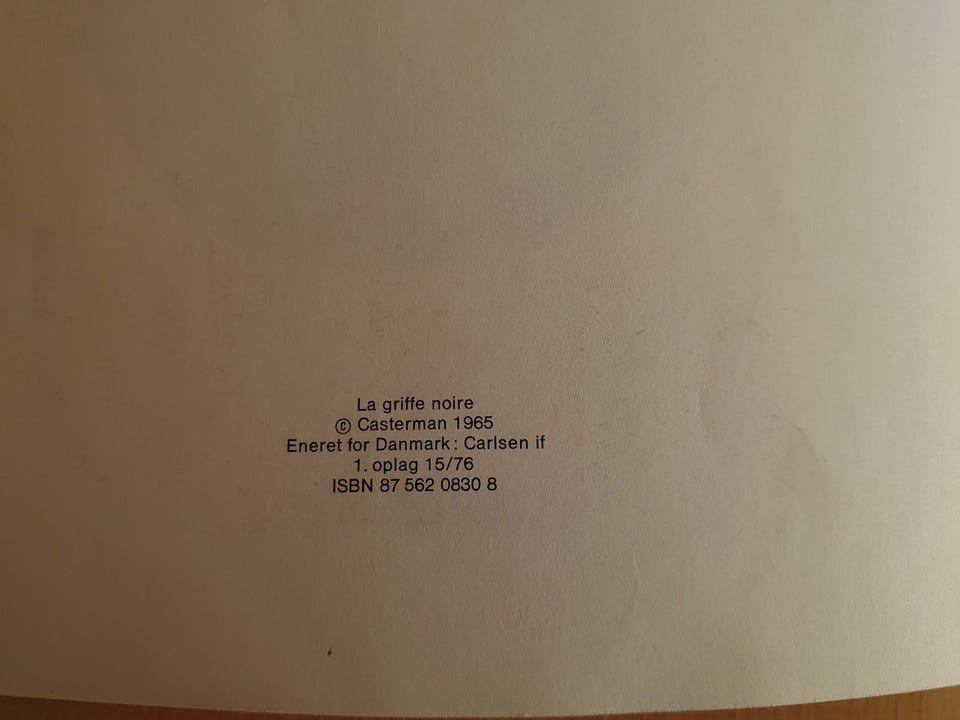 La griffe noire
© Casterman 1965
Eneret for Danmark: Carlsen if
1. oplag 15/76
ISBN 87 562 0830 8